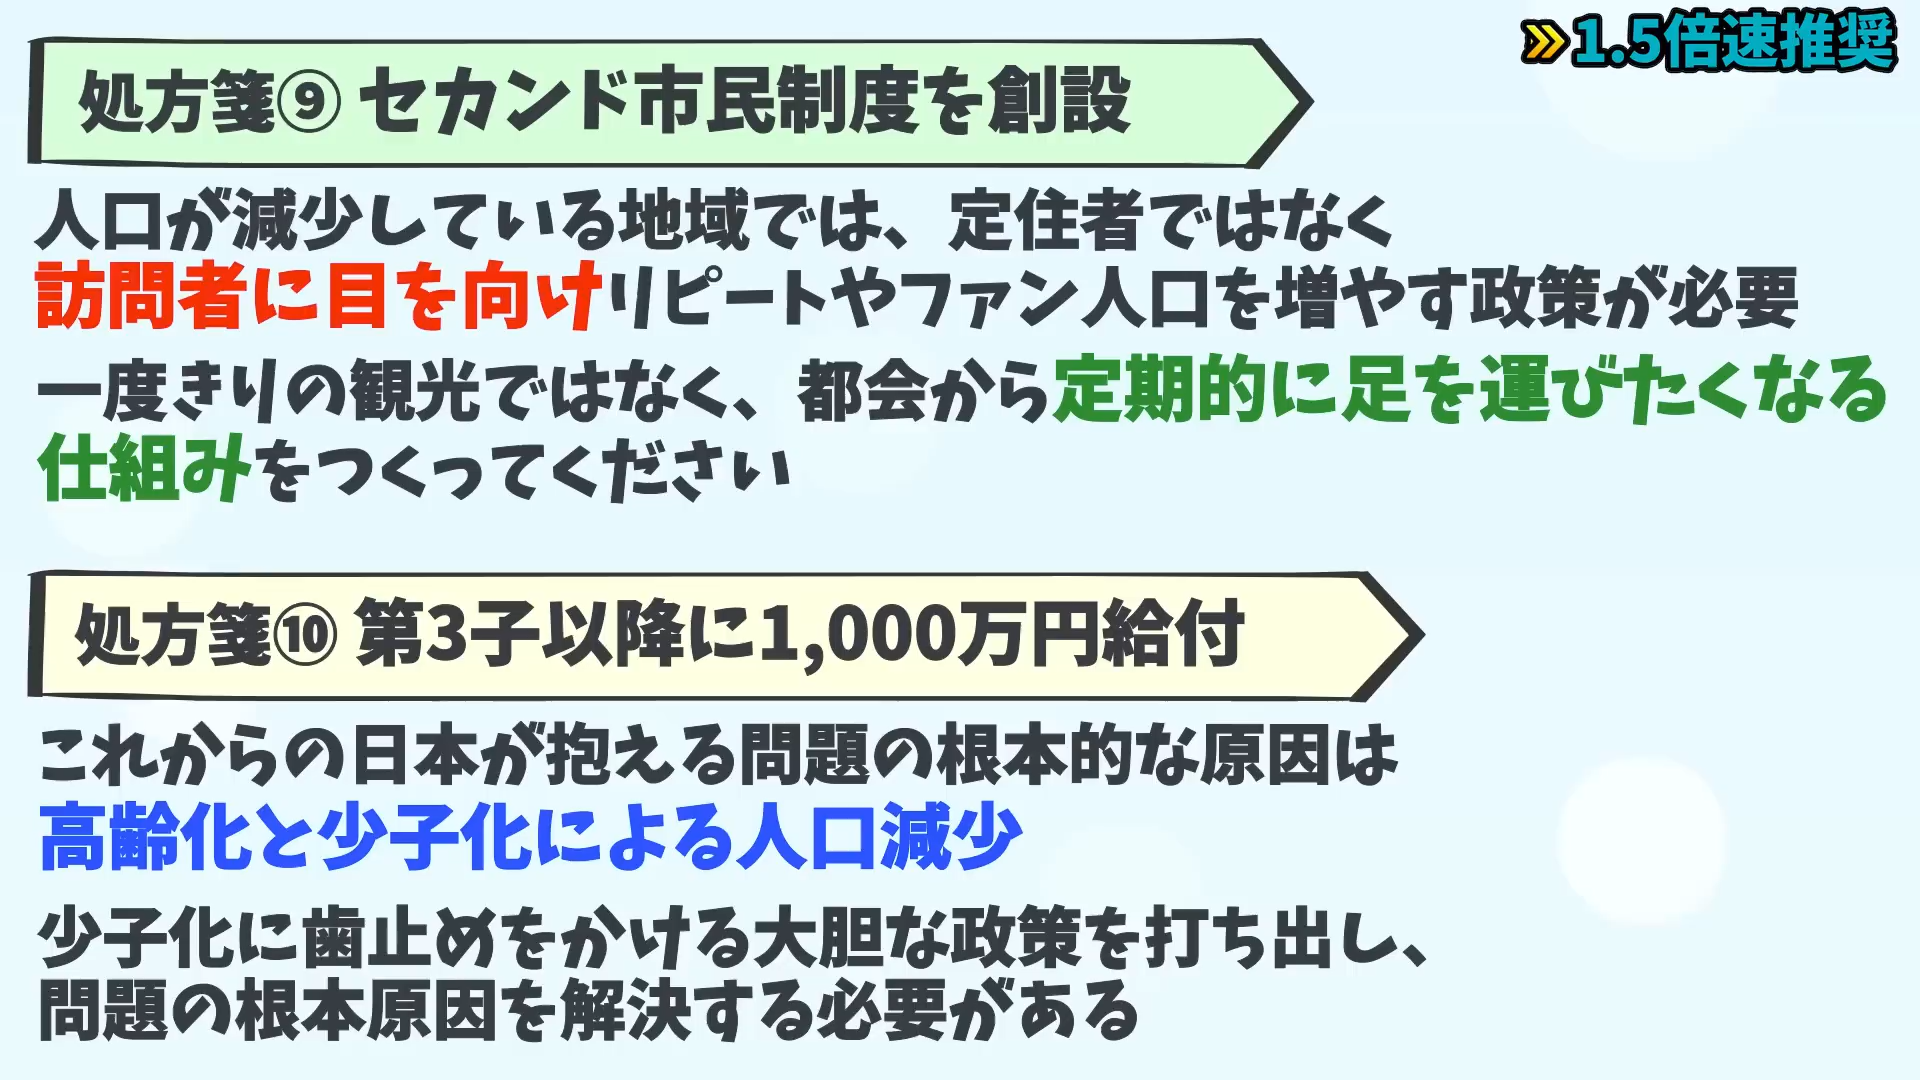 1.5倍速推奨
処方箋⑨ セカンド市民制度を創設
人口が減少している地域では、定住者ではなく
訪問者に目を向けリピートやファン人口を増やす政策が必要
一度きりの観光ではなく、都会から定期的に足を運びたくなる
仕組みをつくってください
処方箋⑩ 第3子以降に1,000万円給付
これからの日本が抱える問題の根本的な原因は
高齢化と少子化による人口減少
少子化に歯止めをかける大胆な政策を打ち出し、
問題の根本原因を解決する必要がある